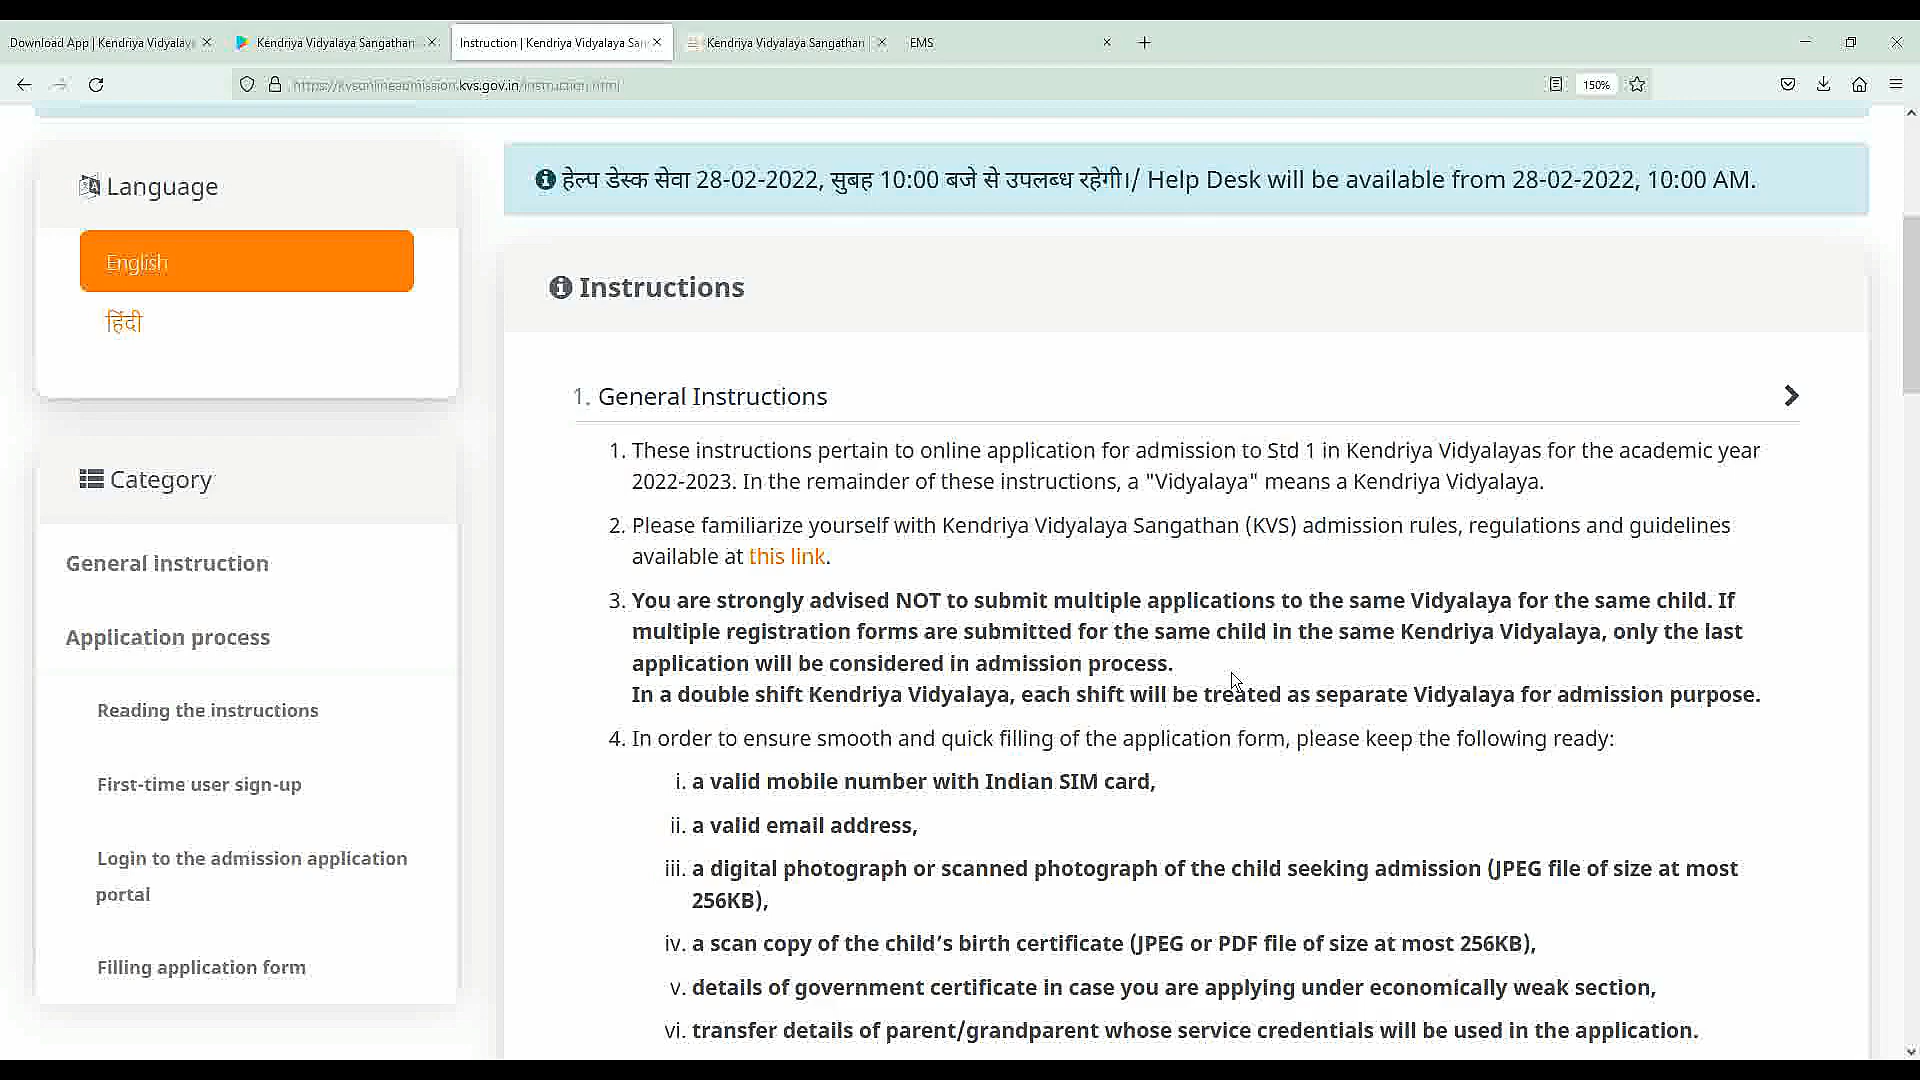 Download App | Kendriya Vidyalay
Kendriya Vidyalaya Sangathan
Instruction | Kendriya Vidyalaya San
Kendriya Vidyalaya Sangathan
EMS
https://kvsonlineadmission.kvs.gov.in/instruction.html
150%
हेल्प डेस्क सेवा 28-02-2022, सुबह 10:00 बजे से उपलब्ध रहेगी।/ Help Desk will be available from 28-02-2022, 10:00 AM.
Language
English
हिंदी
Category
General instruction
Application process
Reading the instructions
First-time user sign-up
Login to the admission application
portal
Filling application form
Instructions
1. General Instructions
1. These instructions pertain to online application for admission to Std 1 in Kendriya Vidyalayas for the academic year
2022-2023. In the remainder of these instructions, a "Vidyalaya" means a Kendriya Vidyalaya.
2. Please familiarize yourself with Kendriya Vidyalaya Sangathan (KVS) admission rules, regulations and guidelines
available at this link.
3. You are strongly advised NOT to submit multiple applications to the same Vidyalaya for the same child. If
multiple registration forms are submitted for the same child in the same Kendriya Vidyalaya, only the last
application will be considered in admission process.
In a double shift Kendriya Vidyalaya, each shift will be treated as separate Vidyalaya for admission purpose.
4. In order to ensure smooth and quick filling of the application form, please keep the following ready:
i. a valid mobile number with Indian SIM card,
ii. a valid email address,
iii. a digital photograph or scanned photograph of the child seeking admission (JPEG file of size at most
256KB),
iv. a scan copy of the child’s birth certificate (JPEG or PDF file of size at most 256KB),
v. details of government certificate in case you are applying under economically weak section,
vi. transfer details of parent/grandparent whose service credentials will be used in the application.